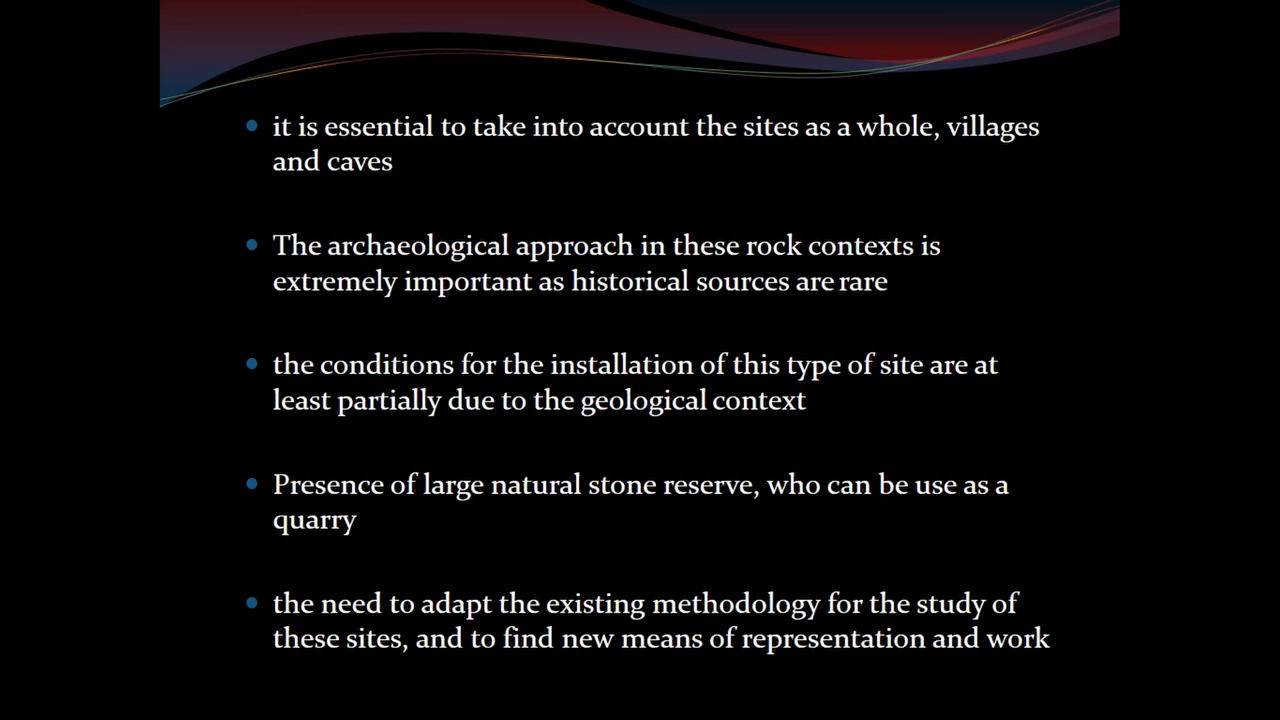 it is essential to take into account the sites as a whole, villages
and caves
The archaeological approach in these rock contexts is
extremely important as historical sources are rare
the conditions for the installation of this type of site are at
least partially due to the geological context
Presence of large natural stone reserve, who can be use as a
quarry
the need to adapt the existing methodology for the study of
these sites, and to find new means of representation and work